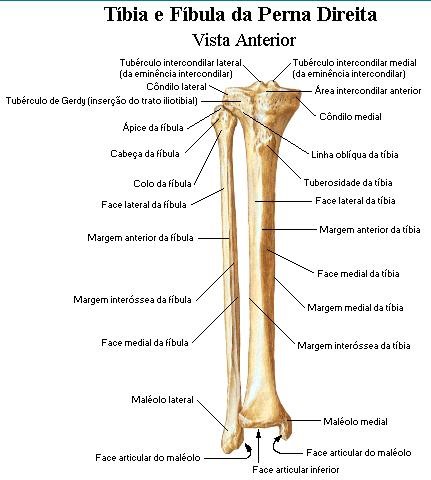 Tíbia e Fíbula da Perna Direita
Vista Anterior
Tubérculo intercondilar lateral
(da eminência intercondilar)
Tubérculo intercondilar medial
(da eminência intercondilar)
Côndilo lateral
Área intercondilar anterior
Tubérculo de Gerdy (inserção do trato iliotibial)
Côndilo medial
Ápice da fíbula
Cabeça da fíbula
Linha oblíqua da tíbia
Colo da fíbula
Tuberosidade da tíbia
Face lateral da fíbula
Face lateral da tíbia
Margem anterior da fíbula
Margem anterior da tíbia
Face medial da tíbia
Margem interóssea da fíbula
Margem medial da tíbia
Face medial da fíbula
Margem interóssea da tíbia
Maléolo lateral
Maléolo medial
Face articular do maléolo
Face articular do maléolo
Face articular inferior